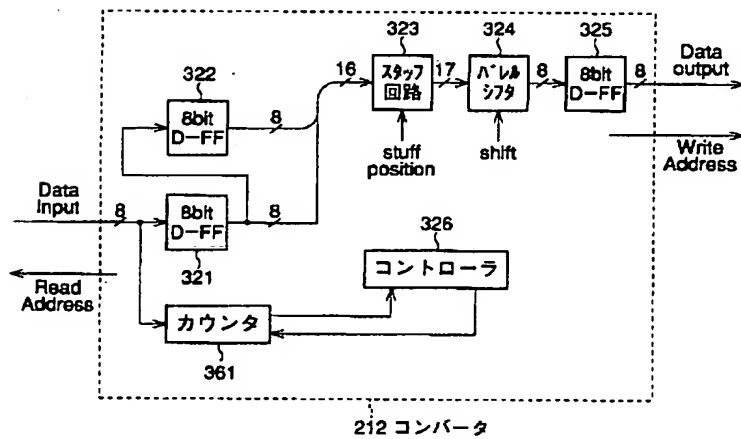 323
324
325
322
16
スタッフ
回路
17
バレル
シフタ
8
8bit
D-FF
8
Data
output
8bit
D-FF
8
stuff
position
shift
Write
Address
Data
Input
8
8bit
D-FF
8
321
326
コントローラ
Read
Address
カウンタ
361
212 コンバータ